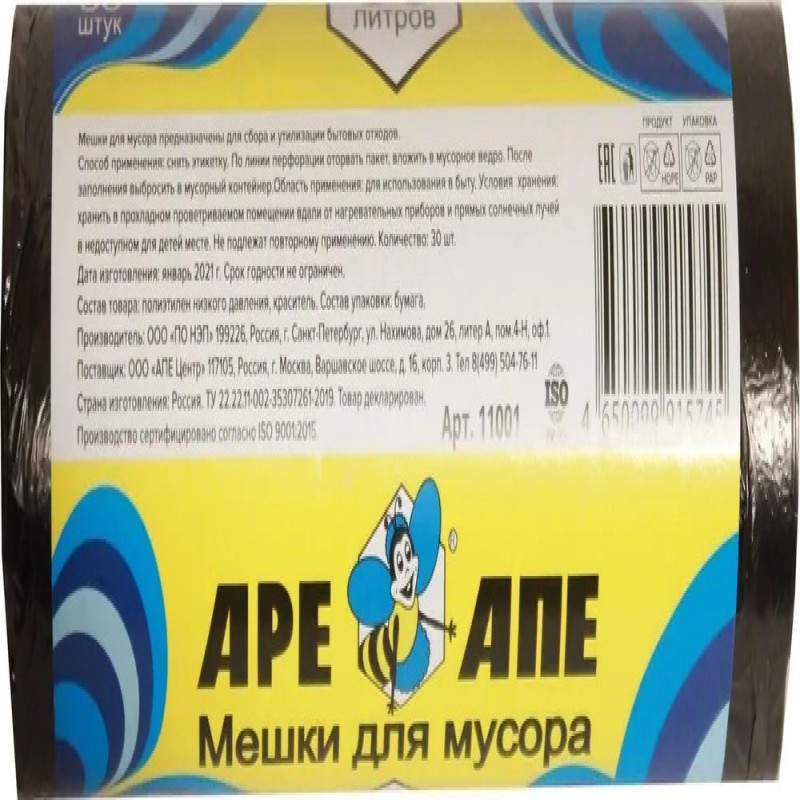 штук
литров
Мешки для мусора предназначены для сбора и утилизации бытовых отходов.
Способ применения: снять этикетку. По линии перфорации оторвать пакет, вложить в мусорное ведро. После
заполнения выбросить в мусорный контейнер.Область применения: для использования в быту. Условия хранения:
хранить в прохладном проветриваемом помещении вдали от нагревательных приборов и прямых солнечных лучей
в недоступном для детей месте. Не подлежат повторному применению. Количество: 30 шт.
Дата изготовления: январь 2021 г. Срок годности не ограничен.
Состав товара: полиэтилен низкого давления, краситель. Состав упаковки: бумага.
Производитель: ООО «ПО НЭП» 199226, Россия, г. Санкт-Петербург, ул. Нахимова, дом 26, литер А, пом.4-Н, оф.1.
Поставщик: ООО «АПЕ Центр» 117105, Россия, г. Москва, Варшавское шоссе, д. 16, корп. 3. Тел 8(499) 504-76-11
Страна изготовления: Россия. ТУ 22.22.11-002-35307261-2019. Товар декларирован.
Производство сертифицировано согласно ISO 9001:2015.
Арт. 11001
ISO
ПРОДУКТ УПАКОВКА
EAC
HDPE PAP
4 650009 915745
APE АПЕ
®
Мешки для мусора